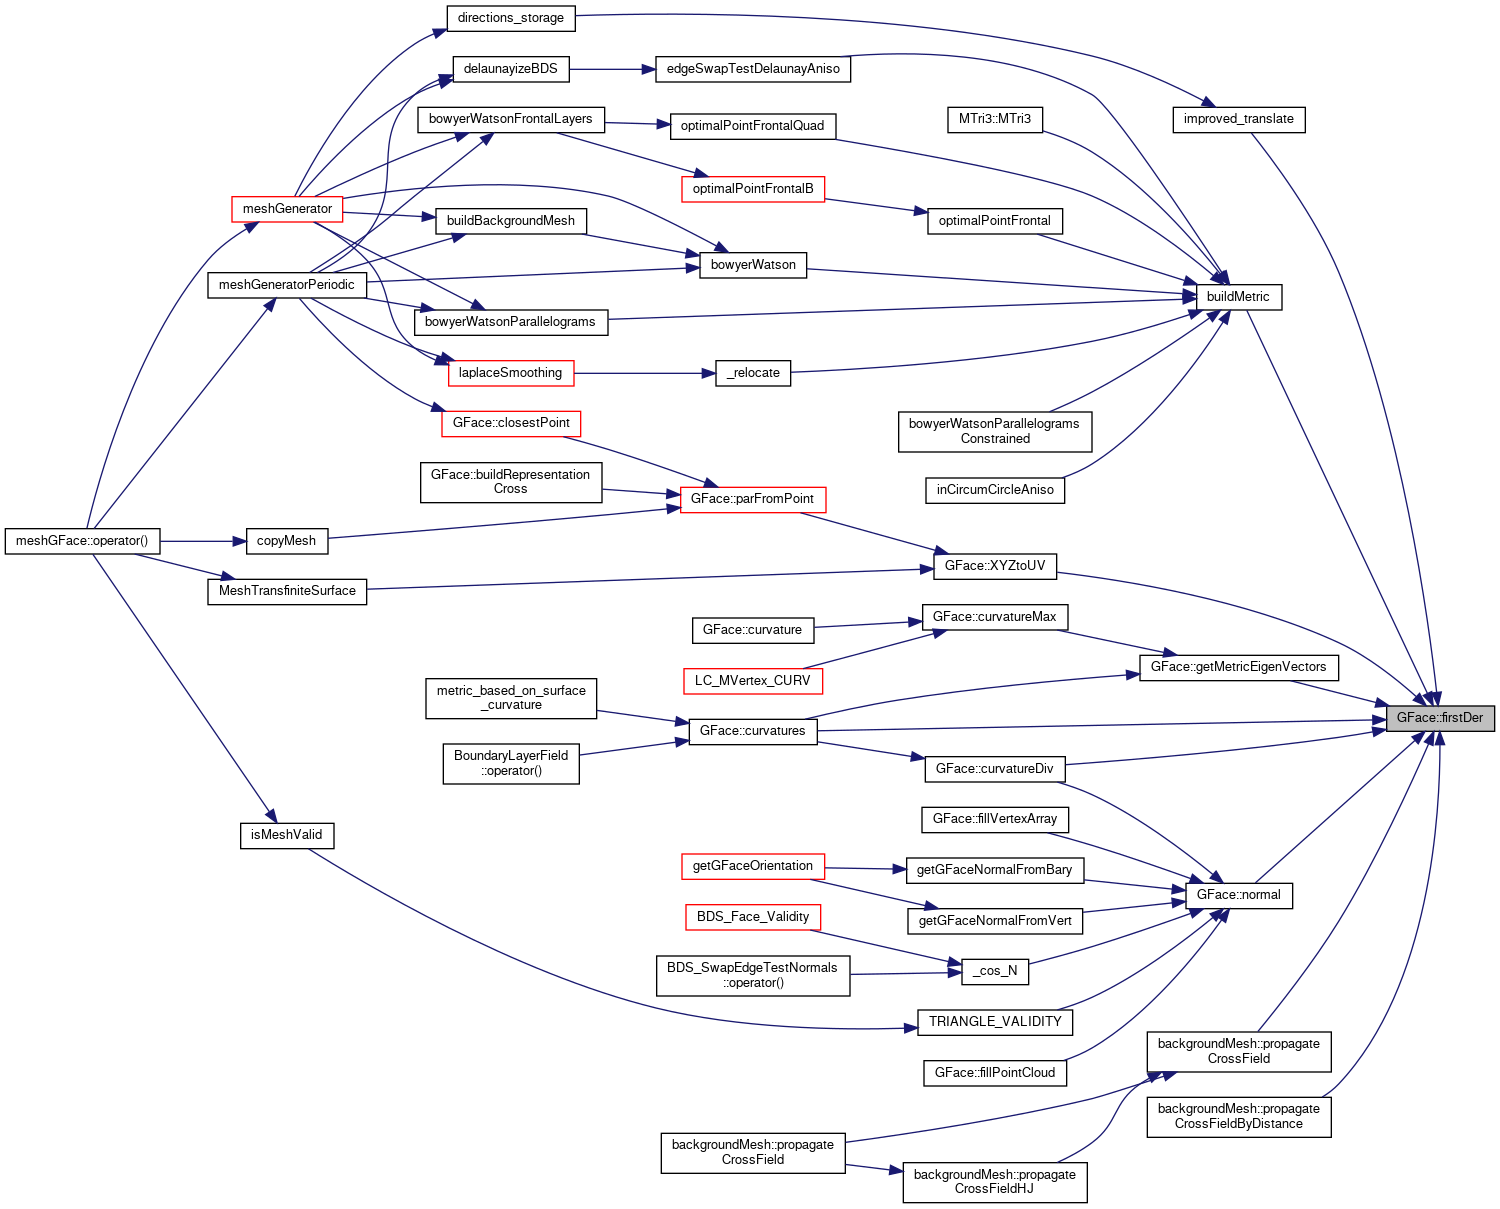 directions_storage
delaunayizeBDS
edgeSwapTestDelaunayAniso
bowyerWatsonFrontalLayers
optimalPointFrontalQuad
MTri3::MTri3
improved_translate
optimalPointFrontalB
meshGenerator
buildBackgroundMesh
optimalPointFrontal
bowyerWatson
meshGeneratorPeriodic
buildMetric
bowyerWatsonParallelograms
laplaceSmoothing
_relocate
GFace::closestPoint
bowyerWatsonParallelograms
Constrained
GFace::buildRepresentation
Cross
inCircumCircleAniso
GFace::parFromPoint
meshGFace::operator()
copyMesh
GFace::XYZtoUV
MeshTransfiniteSurface
GFace::curvature
GFace::curvatureMax
GFace::getMetricEigenVectors
LC_MVertex_CURV
metric_based_on_surface
_curvature
GFace::firstDer
GFace::curvatures
BoundaryLayerField
::operator()
GFace::curvatureDiv
GFace::fillVertexArray
isMeshValid
getGFaceOrientation
getGFaceNormalFromBary
GFace::normal
BDS_Face_Validity
getGFaceNormalFromVert
BDS_SwapEdgeTestNormals
::operator()
_cos_N
TRIANGLE_VALIDITY
GFace::fillPointCloud
backgroundMesh::propagate
CrossField
backgroundMesh::propagate
CrossFieldByDistance
backgroundMesh::propagate
CrossField
backgroundMesh::propagate
CrossFieldHJ